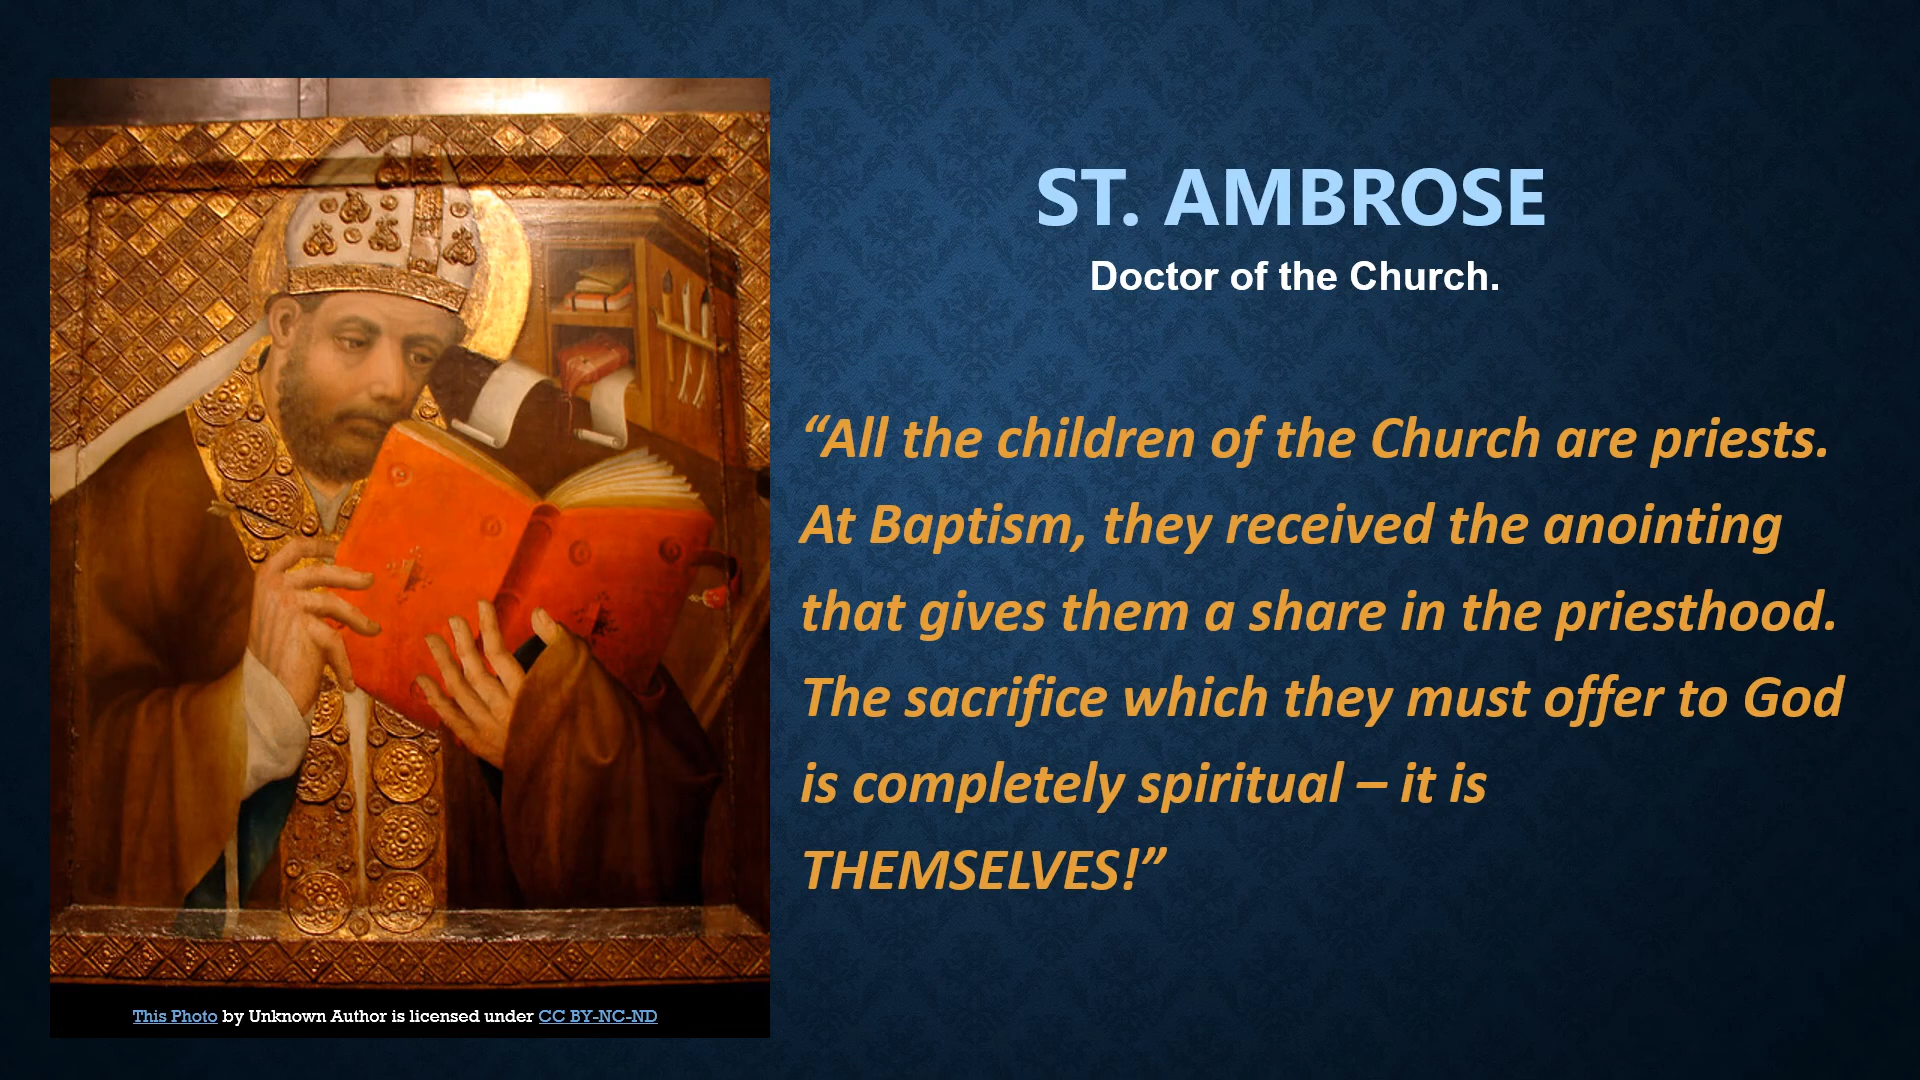 ST. AMBROSE
Doctor of the Church.
“All the children of the Church are priests.
At Baptism, they received the anointing
that gives them a share in the priesthood.
The sacrifice which they must offer to God
is completely spiritual – it is
THEMSELVES!”
This Photo by Unknown Author is licensed under CC BY-NC-ND